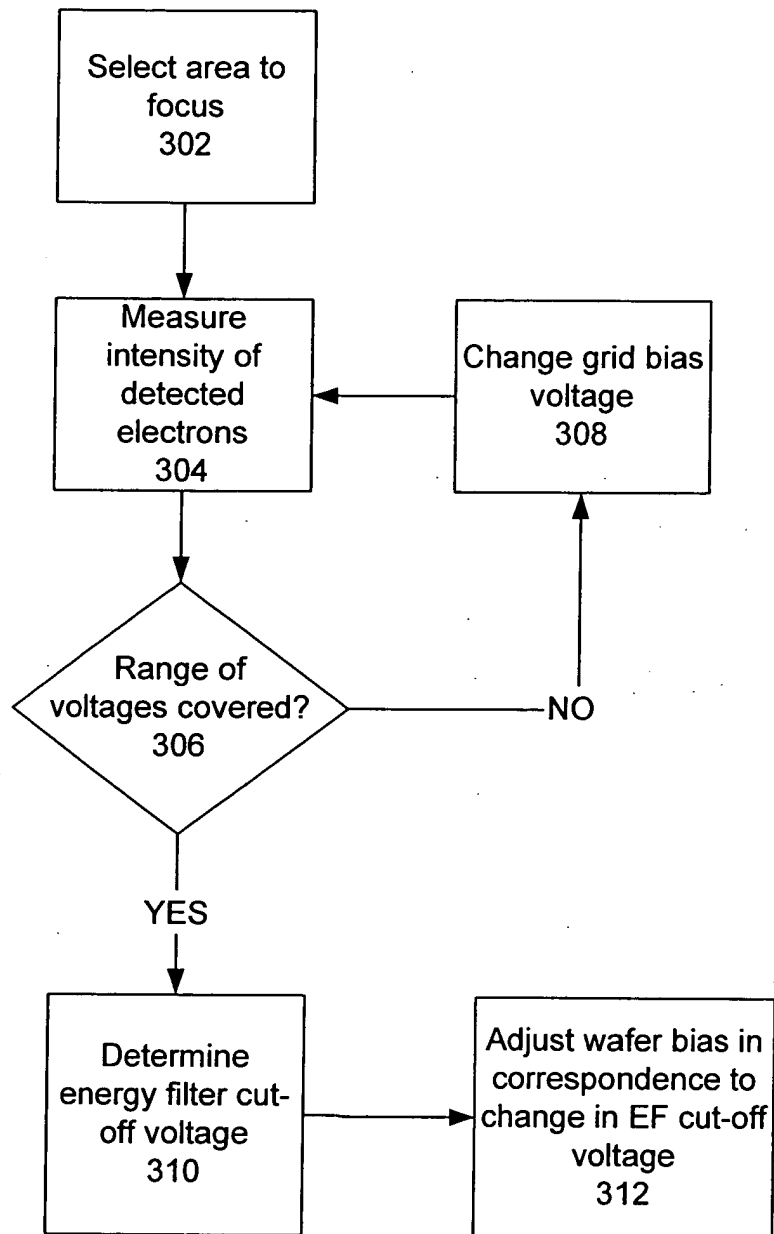 Select area to
focus
302
Measure
intensity of
detected
electrons
304
Change grid bias
voltage
308
Range of
voltages covered?
306
NO
YES
Determine
energy filter cut-
off voltage
310
Adjust wafer bias in
correspondence to
change in EF cut-off
voltage
312